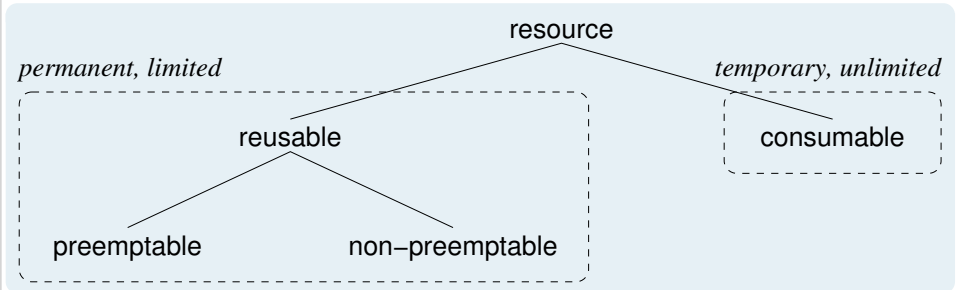 resource
permanent, limited
temporary, unlimited
reusable
consumable
preemptable
non−preemptable